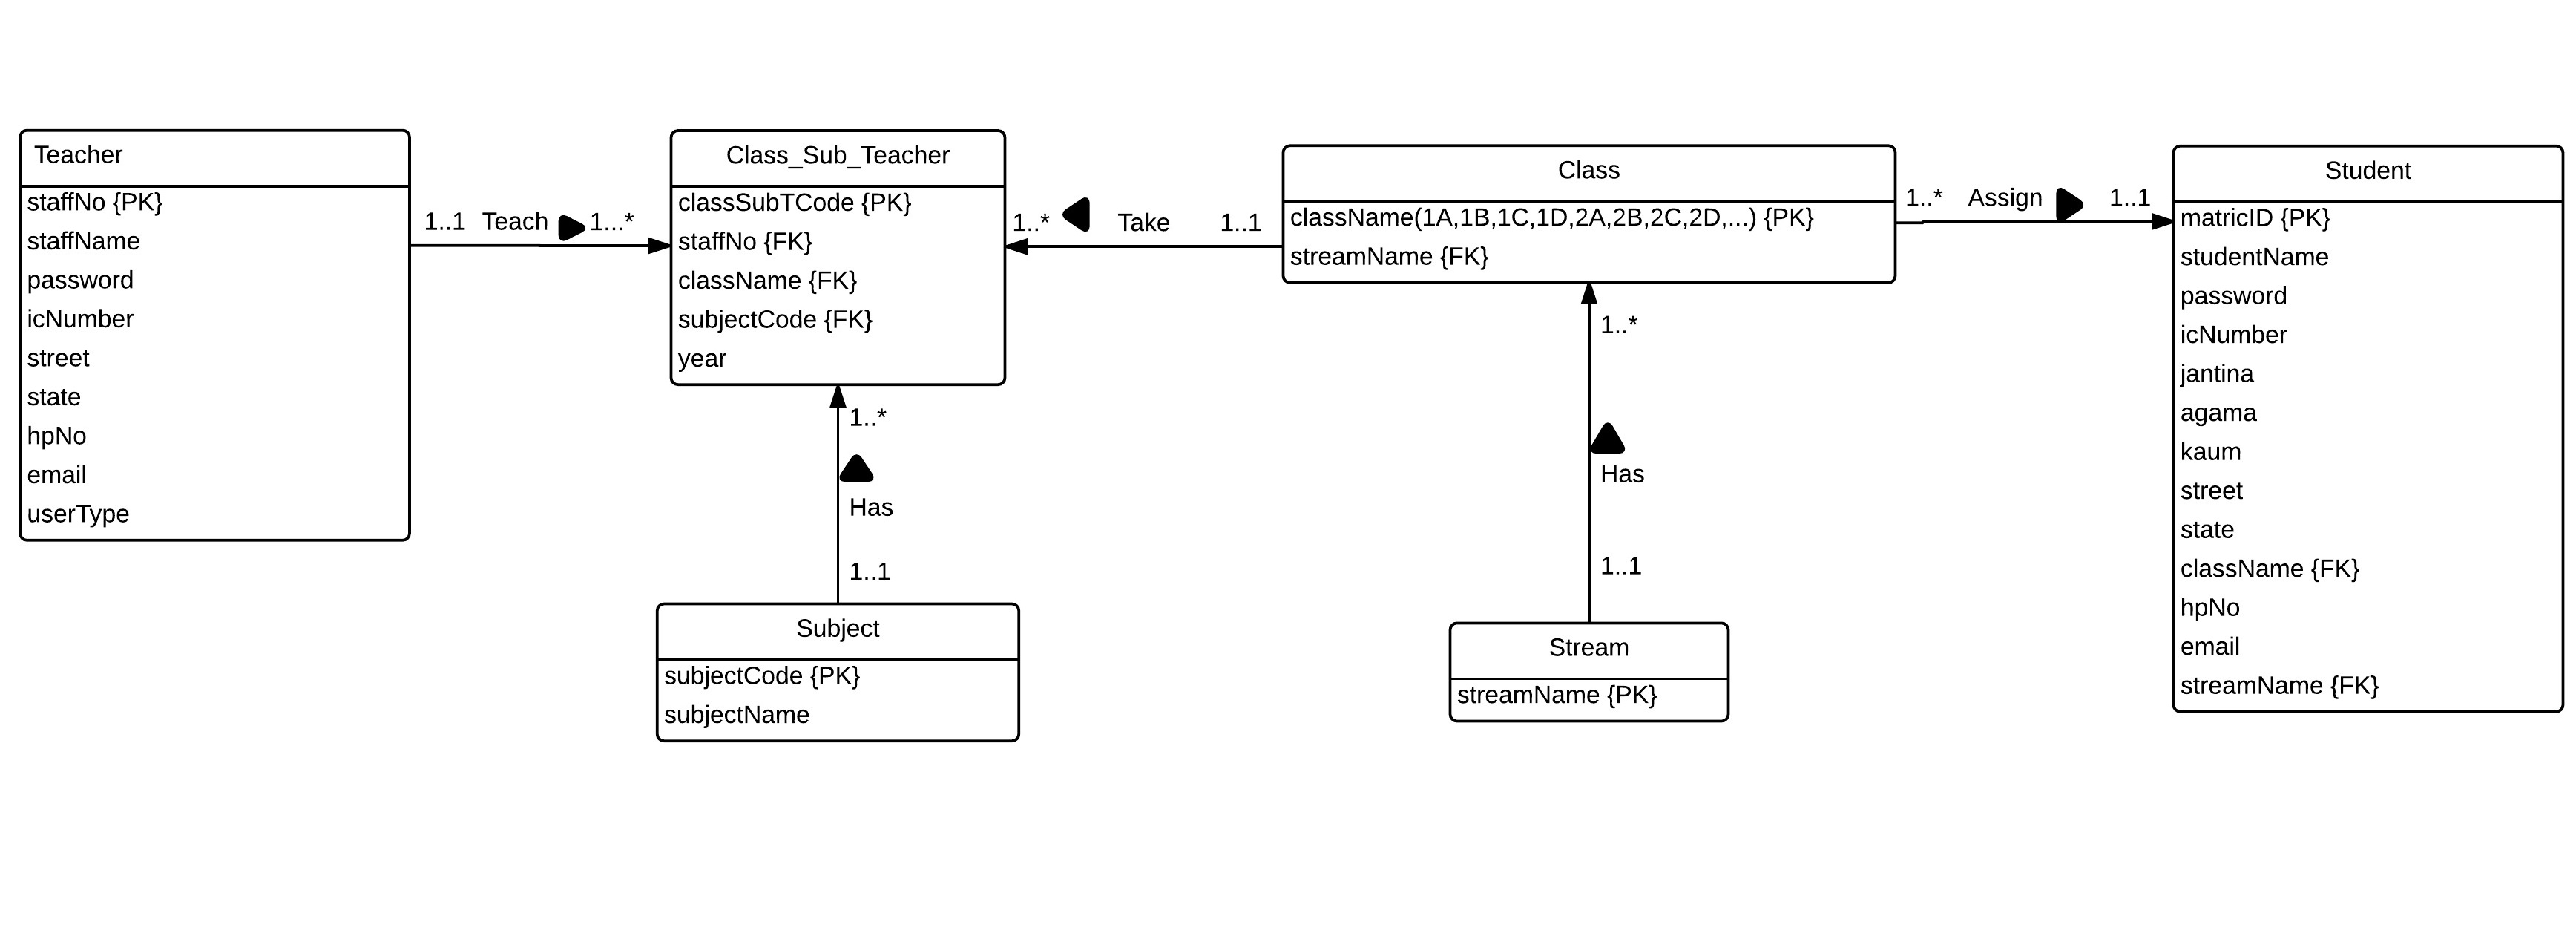 Teacher
staffNo {PK}
staffName
password
icNumber
street
state
hpNo
email
userType
1..1 Teach 1...*
Class_Sub_Teacher
classSubTCode {PK}
staffNo {FK}
className {FK}
subjectCode {FK}
year
1..* Take 1..1
Class
className(1A,1B,1C,1D,2A,2B,2C,2D,...) {PK}
streamName {FK}
1..* Assign 1..1
Student
matricID {PK}
studentName
password
icNumber
jantina
agama
kaum
street
state
className {FK}
hpNo
email
streamName {FK}
1..*
Has
1..1
Subject
subjectCode {PK}
subjectName
1..*
Has
1..1
Stream
streamName {PK}